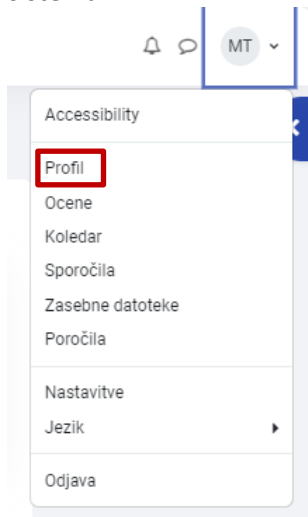 MT
Accessibility
Profil
Ocene
Koledar
Sporočila
Zasebne datoteke
Poročila
Nastavitve
Jezik
Odjava